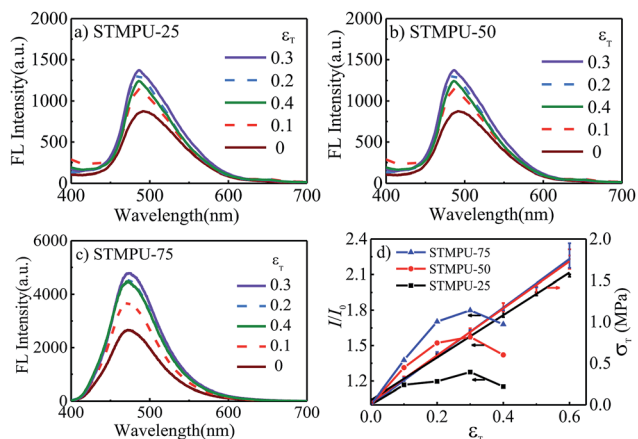 a) STMPU-25
ε_T
0.3
0.2
0.4
0.1
0
2000
1500
1000
500
0
FL Intensity(a.u.)
400 500 600 700
Wavelength(nm)
b) STMPU-50
ε_T
0.3
0.2
0.4
0.1
0
2000
1500
1000
500
0
FL Intensity(a.u.)
400 500 600 700
Wavelength(nm)
c) STMPU-75
ε_T
0.3
0.2
0.4
0.1
0
6000
4000
2000
0
FL Intensity(a.u.)
400 500 600 700
Wavelength(nm)
d)
STMPU-75
STMPU-50
STMPU-25
2.4
2.1
1.8
1.5
1.2
I/I₀
2.0
1.5
1.0
0.5
0.0
σ_T (MPa)
0.0 0.2 0.4 0.6
ε_T